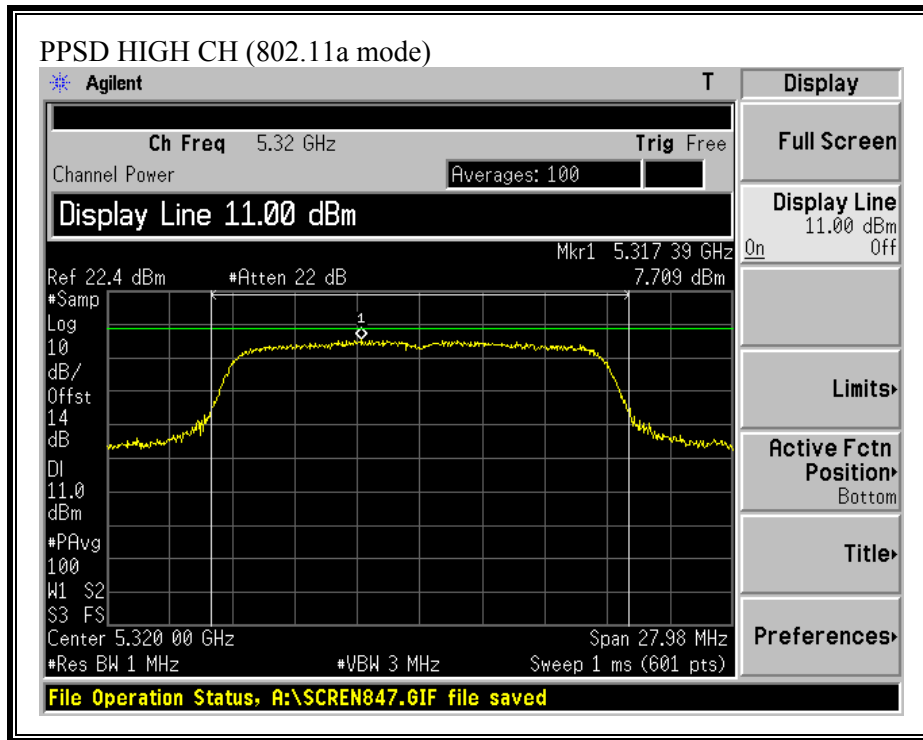 PPSD HIGH CH (802.11a mode)
Agilent T
Ch Freq 5.32 GHz Trig Free
Channel Power Averages: 100
Display Line 11.00 dBm
Mkr1 5.317 39 GHz
Ref 22.4 dBm #Atten 22 dB 7.709 dBm
#Samp
Log
10
dB/
Offst
14
dB
DI
11.0
dBm
#PAvg
100
W1 S2
S3 FS
1
Center 5.320 00 GHz Span 27.98 MHz
#Res BW 1 MHz #VBW 3 MHz Sweep 1 ms (601 pts)
File Operation Status, A:\SCREN847.GIF file saved
Display
Full Screen
Display Line
11.00 dBm
On Off
Limits
Active Fctn
Position
Bottom
Title
Preferences